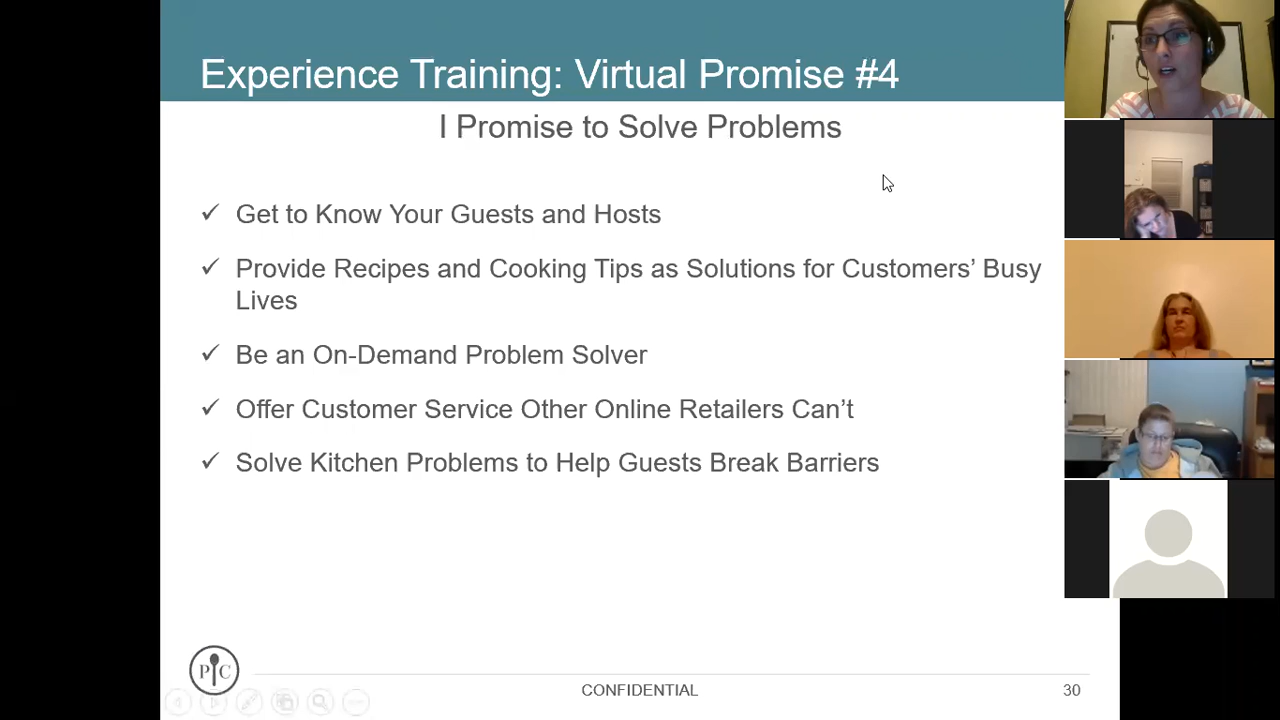 Experience Training: Virtual Promise #4
I Promise to Solve Problems
✓ Get to Know Your Guests and Hosts
✓ Provide Recipes and Cooking Tips as Solutions for Customers’ Busy
Lives
✓ Be an On-Demand Problem Solver
✓ Offer Customer Service Other Online Retailers Can’t
✓ Solve Kitchen Problems to Help Guests Break Barriers
P C
CONFIDENTIAL
30